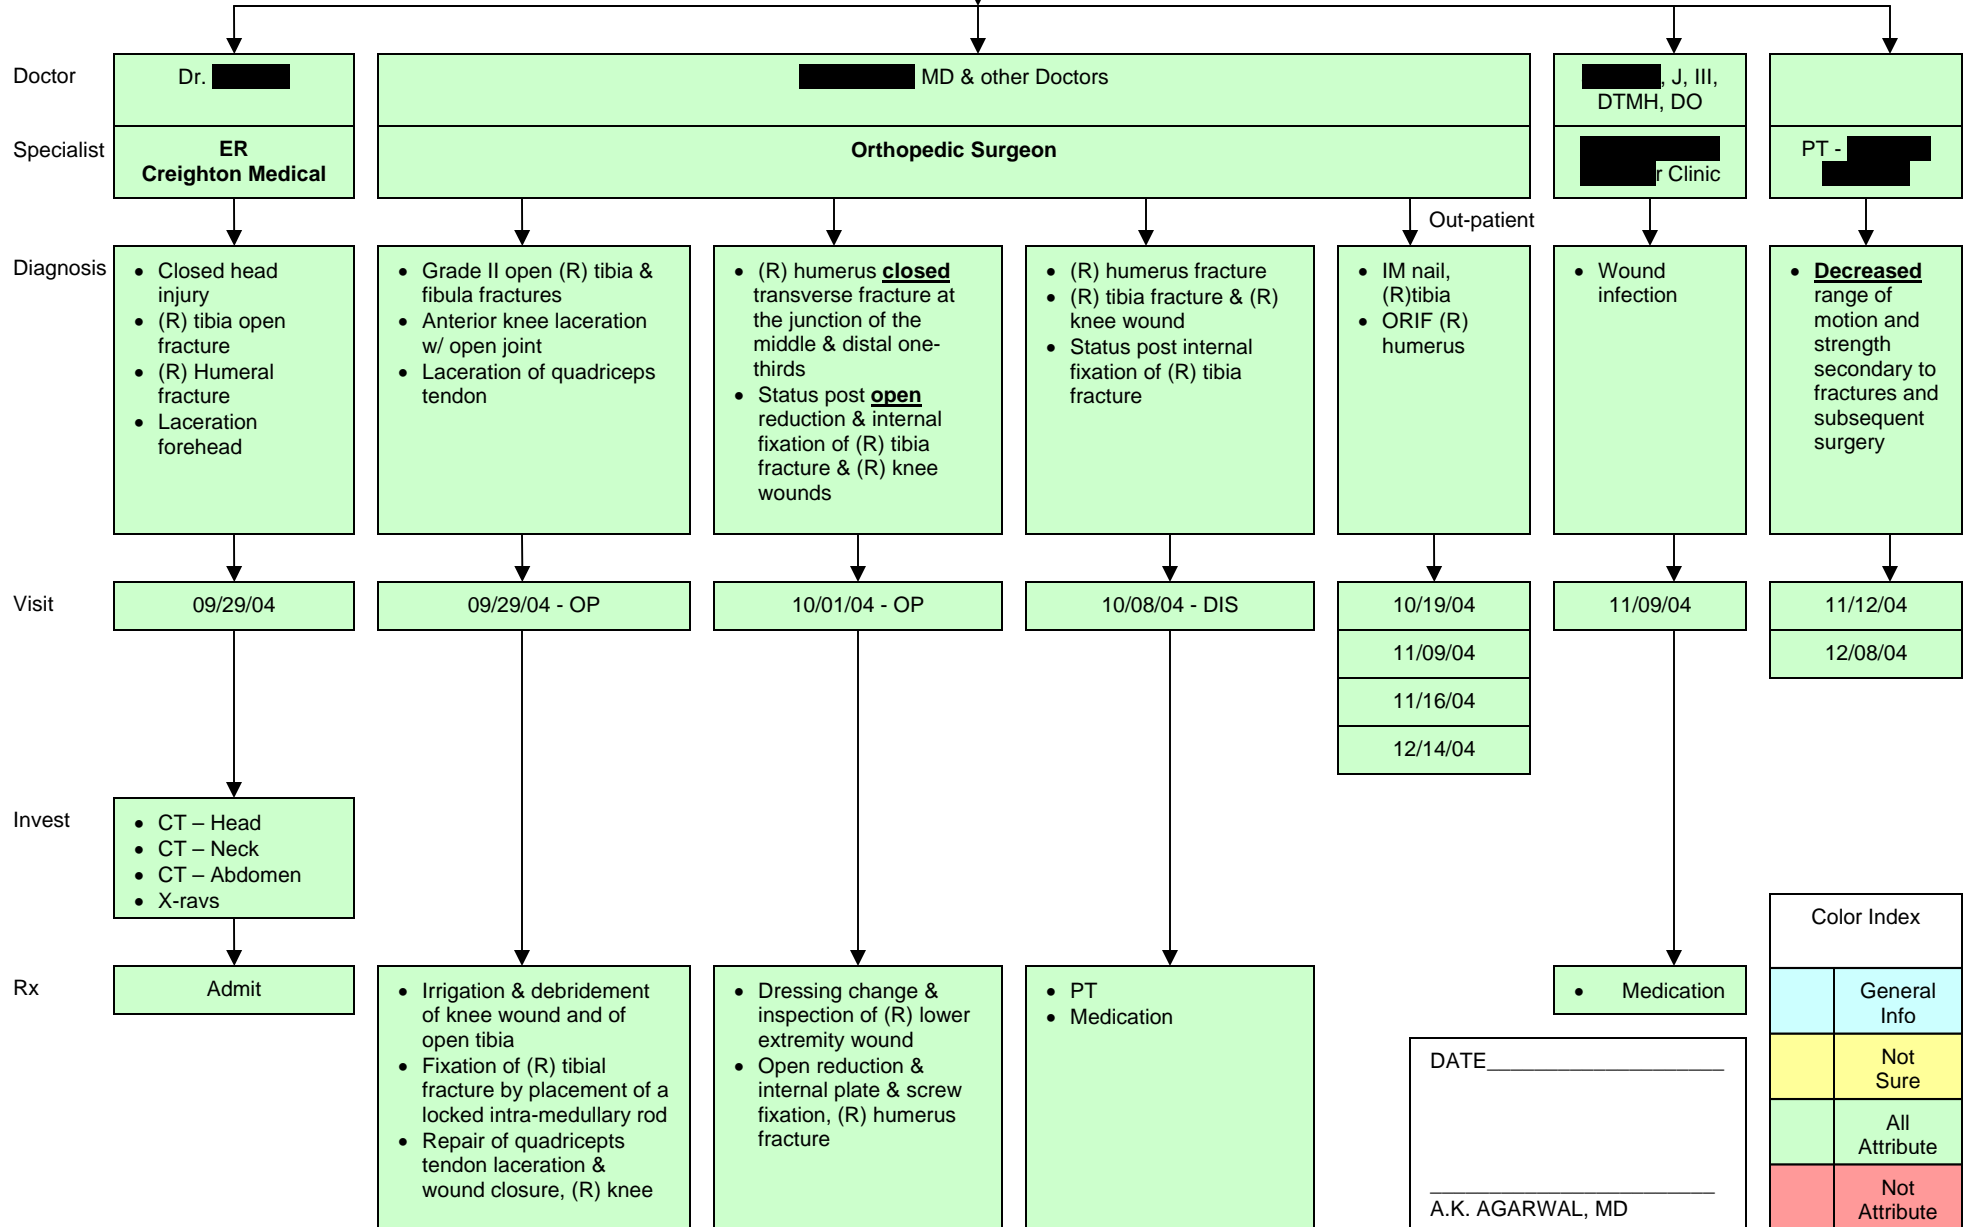 Doctor
Dr.
MD & other Doctors
, J, III,
DTMH, DO
Specialist
ER
Creighton Medical
Orthopedic Surgeon
r Clinic
PT -
Out-patient
Diagnosis
• Closed head
injury
• (R) tibia open
fracture
• (R) Humeral
fracture
• Laceration
forehead
• Grade II open (R) tibia &
fibula fractures
• Anterior knee laceration
w/ open joint
• Laceration of quadriceps
tendon
• (R) humerus closed
transverse fracture at
the junction of the
middle & distal one-
thirds
• Status post open
reduction & internal
fixation of (R) tibia
fracture & (R) knee
wounds
• (R) humerus fracture
• (R) tibia fracture & (R)
knee wound
• Status post internal
fixation of (R) tibia
fracture
• IM nail,
(R)tibia
• ORIF (R)
humerus
• Wound
infection
• Decreased
range of
motion and
strength
secondary to
fractures and
subsequent
surgery
Visit
09/29/04
09/29/04 - OP
10/01/04 - OP
10/08/04 - DIS
10/19/04
11/09/04
11/16/04
12/14/04
11/09/04
11/12/04
12/08/04
Invest
• CT – Head
• CT – Neck
• CT – Abdomen
• X-rays
Rx
Admit
• Irrigation & debridement
of knee wound and of
open tibia
• Fixation of (R) tibial
fracture by placement of a
locked intra-medullary rod
• Repair of quadricepts
tendon laceration &
wound closure, (R) knee
• Dressing change &
inspection of (R) lower
extremity wound
• Open reduction &
internal plate & screw
fixation, (R) humerus
fracture
• PT
• Medication
• Medication
DATE____________________
________________________
A.K. AGARWAL, MD
Color Index
General
Info
Not
Sure
All
Attribute
Not
Attribute